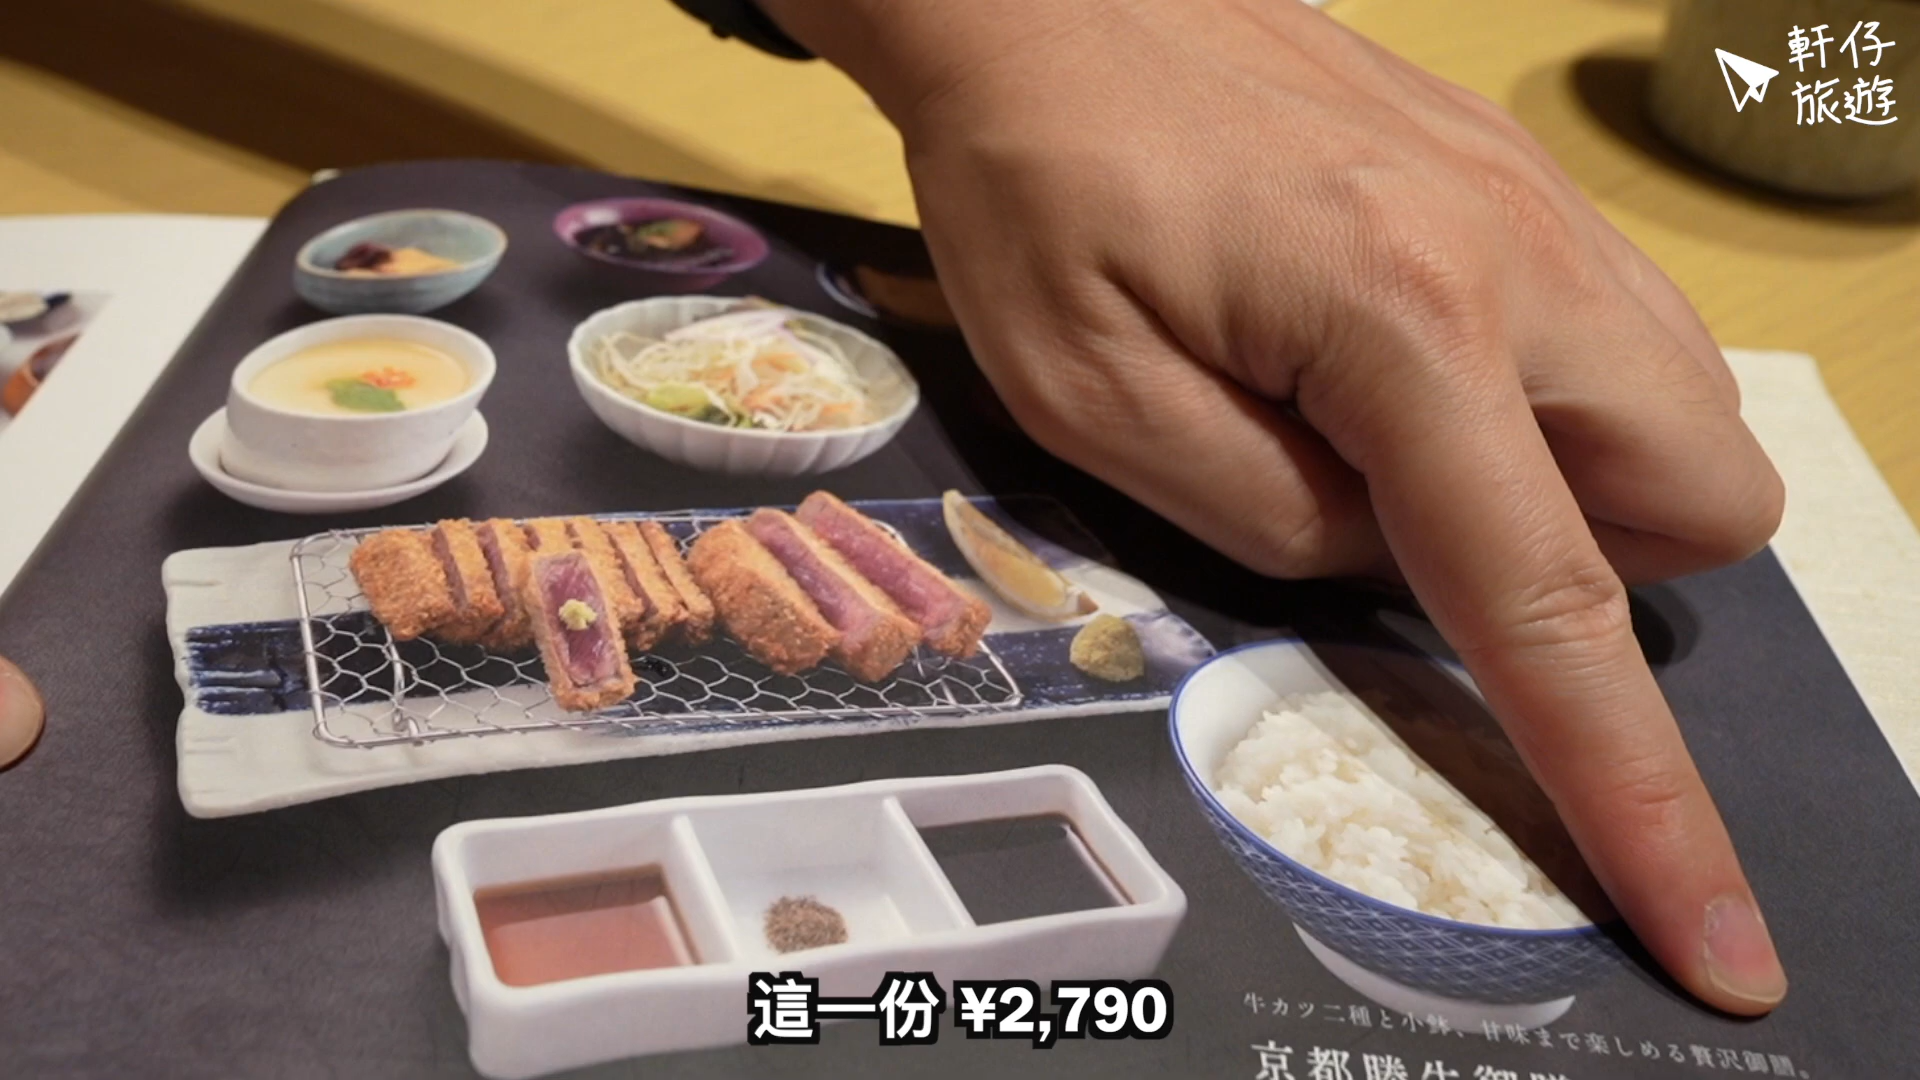 軒仔
旅遊
牛カツ二種と小鉢、甘味まで楽しめる贅沢御膳。
京都勝牛御膳
這一份 ¥2,790